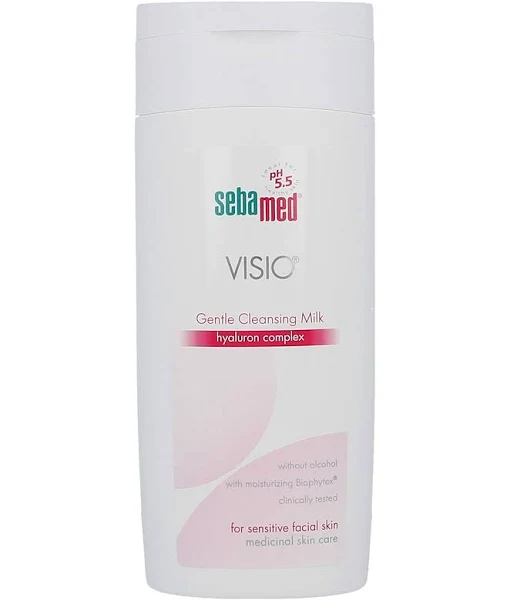 pH
5.5
sebamed®
VISIO®
Gentle Cleansing Milk
hyaluron complex
without alcohol
with moisturizing Biophytex®
clinically tested
for sensitive facial skin
medicinal skin care